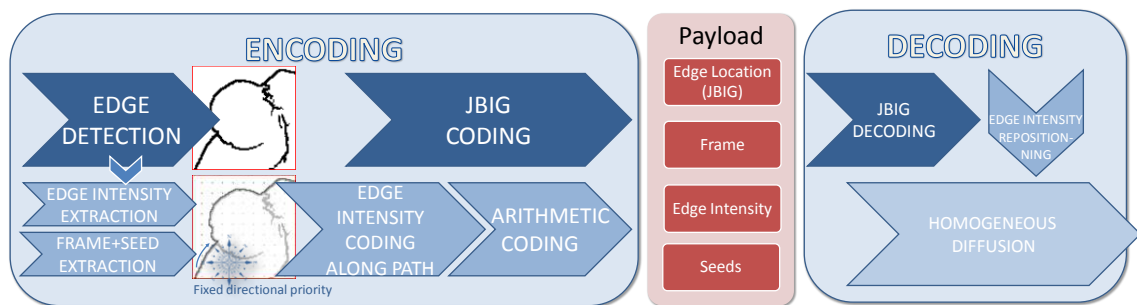 ENCODING
EDGE
DETECTION
JBIG
CODING
EDGE INTENSITY
EXTRACTION
FRAME+SEED
EXTRACTION
EDGE
INTENSITY
CODING
ALONG PATH
ARITHMETIC
CODING
Fixed directional priority
Payload
Edge Location
(JBIG)
Frame
Edge Intensity
Seeds
DECODING
JBIG
DECODING
EDGE INTENSITY
REPOSITION-
NING
HOMOGENEOUS
DIFFUSION